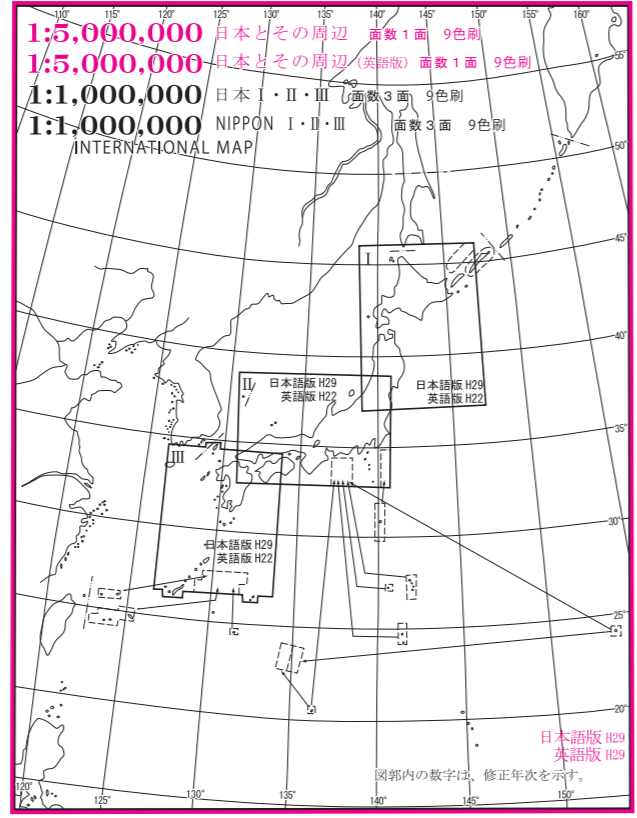 110° 115° 120° 125° 130° 135° 140° 145° 150° 155° 160°
1:5,000,000 日本とその周辺 面数1面 9色刷
1:5,000,000 日本とその周辺(英語版) 面数1面 9色刷
1:1,000,000 日本Ⅰ・Ⅱ・Ⅲ 面数3面 9色刷
1:1,000,000 NIPPON Ⅰ・Ⅱ・Ⅲ 面数3面 9色刷
INTERNATIONAL MAP
55°
50°
45°
Ⅰ
40°
日本語版 H29
英語版 H22
Ⅱ
日本語版 H29
英語版 H22
35°
Ⅲ
30°
日本語版 H29
英語版 H22
25°
20°
日本語版 H29
英語版 H29
図郭内の数字は、修正年次を示す。
120° 125° 130° 135° 140° 145° 150°